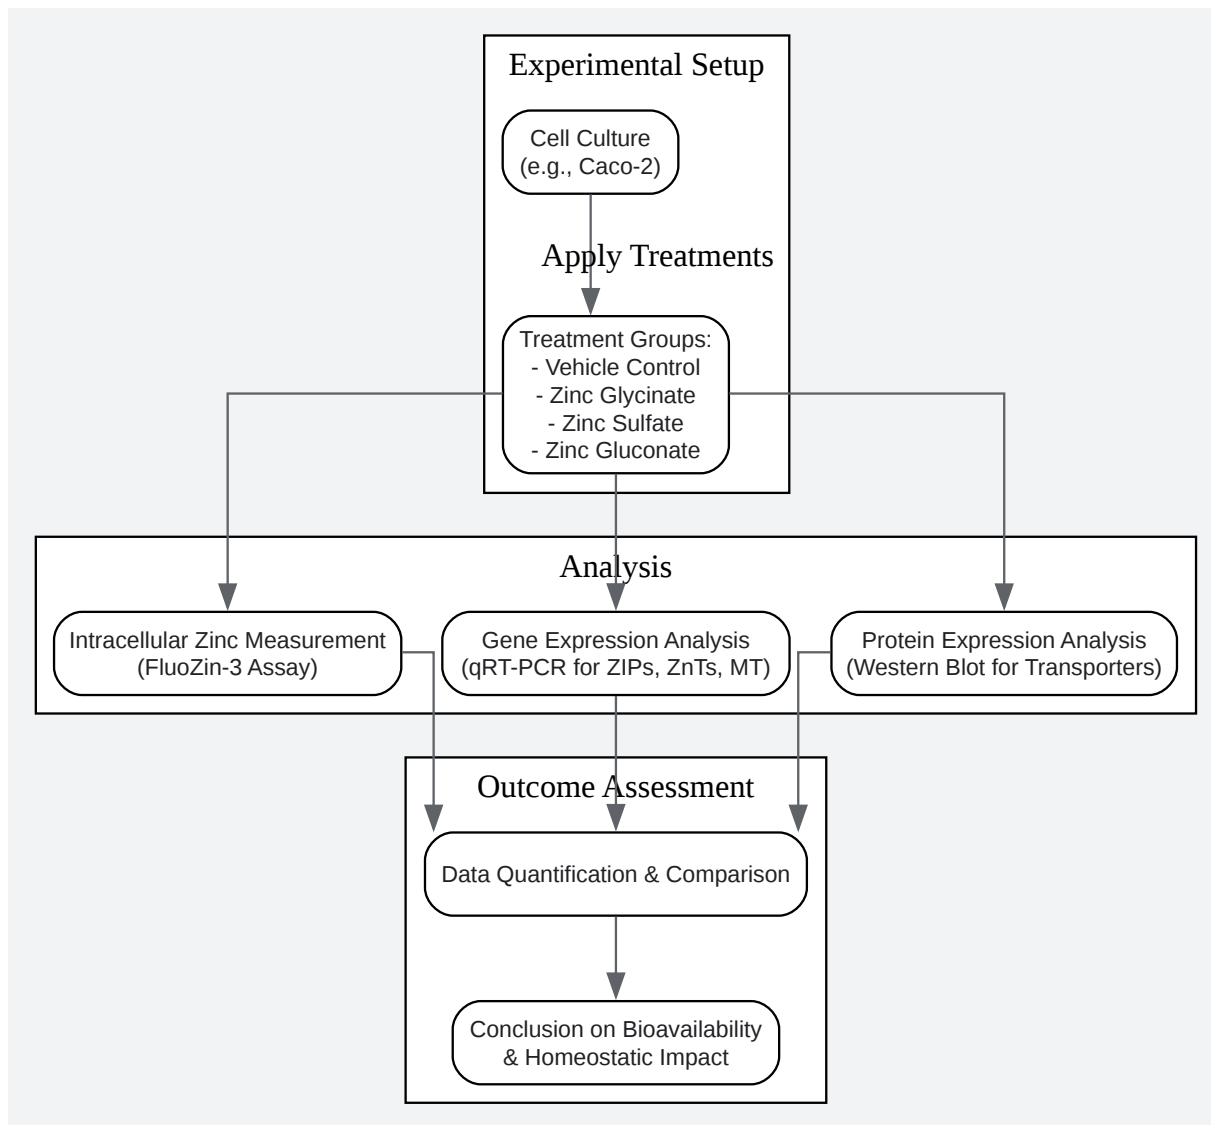 Experimental Setup
Cell Culture
(e.g., Caco-2)
Apply Treatments
Treatment Groups:
- Vehicle Control
- Zinc Glycinate
- Zinc Sulfate
- Zinc Gluconate
Analysis
Intracellular Zinc Measurement
(FluoZin-3 Assay)
Gene Expression Analysis
(qRT-PCR for ZIPs, ZnTs, MT)
Protein Expression Analysis
(Western Blot for Transporters)
Outcome Assessment
Data Quantification & Comparison
Conclusion on Bioavailability
& Homeostatic Impact